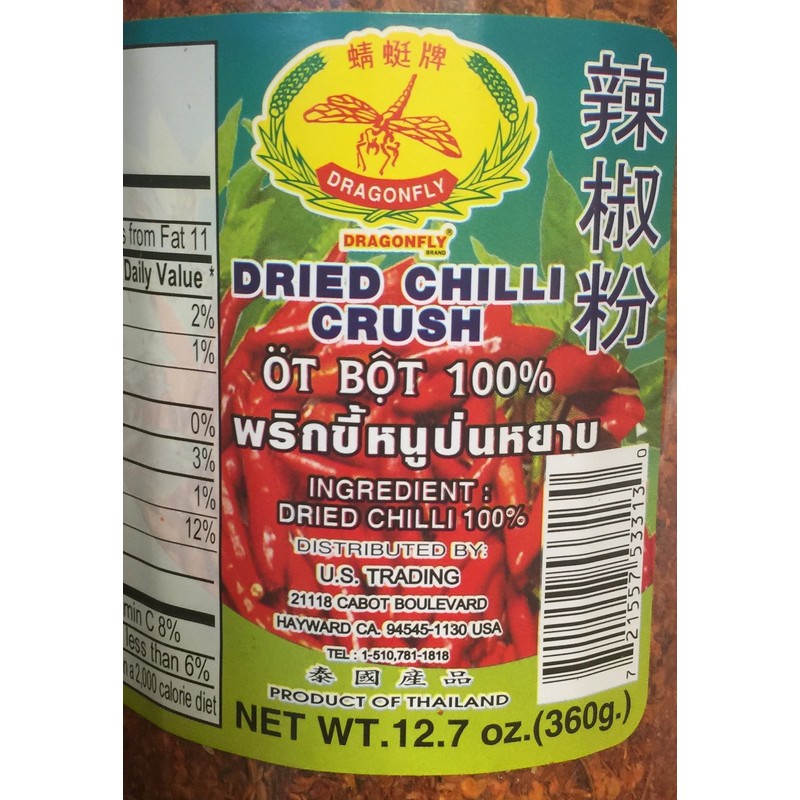 蜻蜓牌
DRAGONFLY
DRAGONFLY®
BRAND
DRIED CHILLI
CRUSH
ÖT BỘT 100%
พริกขี้หนูป่นหยาบ
INGREDIENT :
DRIED CHILLI 100%
DISTRIBUTED BY:
U.S. TRADING
21118 CABOT BOULEVARD
HAYWARD CA. 94545-1130 USA
TEL : 1-510,781-1818
泰國產品
PRODUCT OF THAILAND
NET WT.12.7 oz.(360g.)
辣椒粉
from Fat 11
Daily Value *
2%
1%
0%
3%
1%
12%
C 8%
less than 6%
a 2,000 calorie diet
7 21557 53313 0